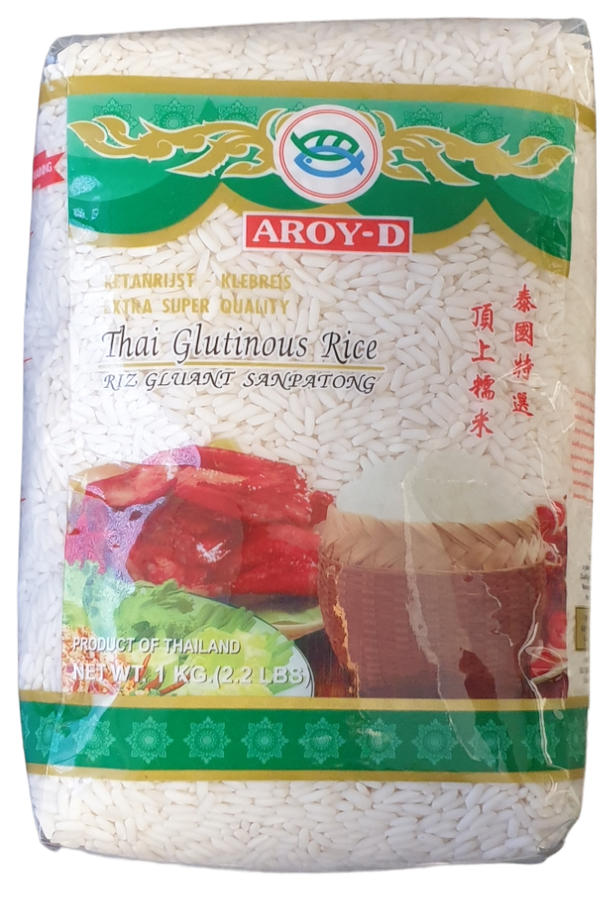 AROY-D
KETANRIJST - KLEBREIS
EXTRA SUPER QUALITY
Thai Glutinous Rice
RIZ GLUANT SANPATONG
泰國特選
頂上糯米
PRODUCT OF THAILAND
NET WT. 1 KG.(2.2 LBS)